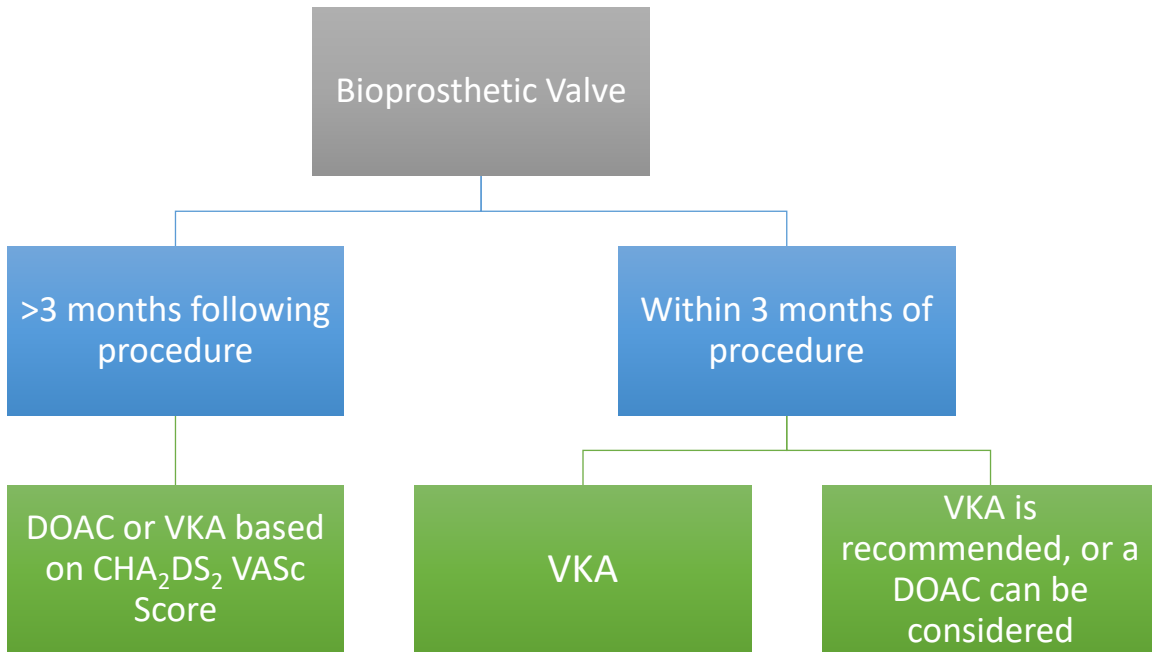 Bioprosthetic Valve
>3 months following
procedure
Within 3 months of
procedure
DOAC or VKA based
on CHA₂DS₂ VASc
Score
VKA
VKA is
recommended, or a
DOAC can be
considered